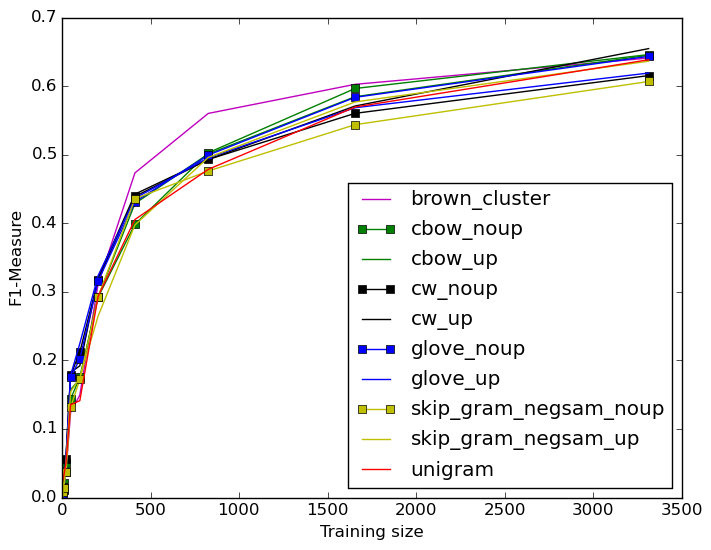 0.7
0.6
0.5
0.4
0.3
0.2
0.1
0.0
F1-Measure
brown_cluster
cbow_noup
cbow_up
cw_noup
cw_up
glove_noup
glove_up
skip_gram_negsam_noup
skip_gram_negsam_up
unigram
0 500 1000 1500 2000 2500 3000 3500
Training size